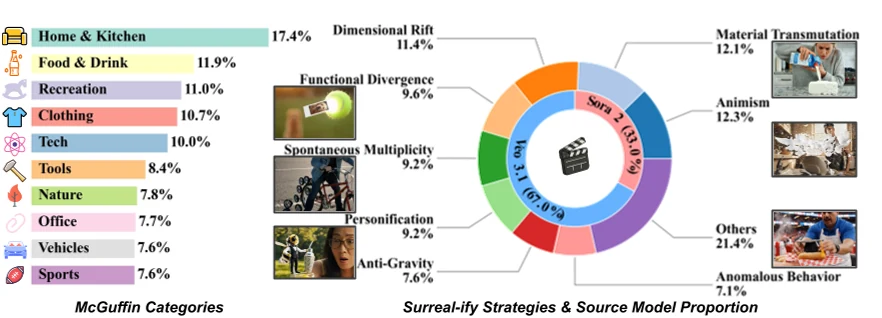 Home & Kitchen
17.4%
Food & Drink
11.9%
Recreation
11.0%
Clothing
10.7%
Tech
10.0%
Tools
8.4%
Nature
7.8%
Office
7.7%
Vehicles
7.6%
Sports
7.6%
McGuffin Categories
Dimensional Rift
11.4%
Functional Divergence
9.6%
Spontaneous Multiplicity
9.2%
Personification
9.2%
Anti-Gravity
7.6%
Sora 2 (33.0%)
Veo 3.1 (67.0%)
Material Transmutation
12.1%
Animism
12.3%
Others
21.4%
Anomalous Behavior
7.1%
Surreal-ify Strategies & Source Model Proportion